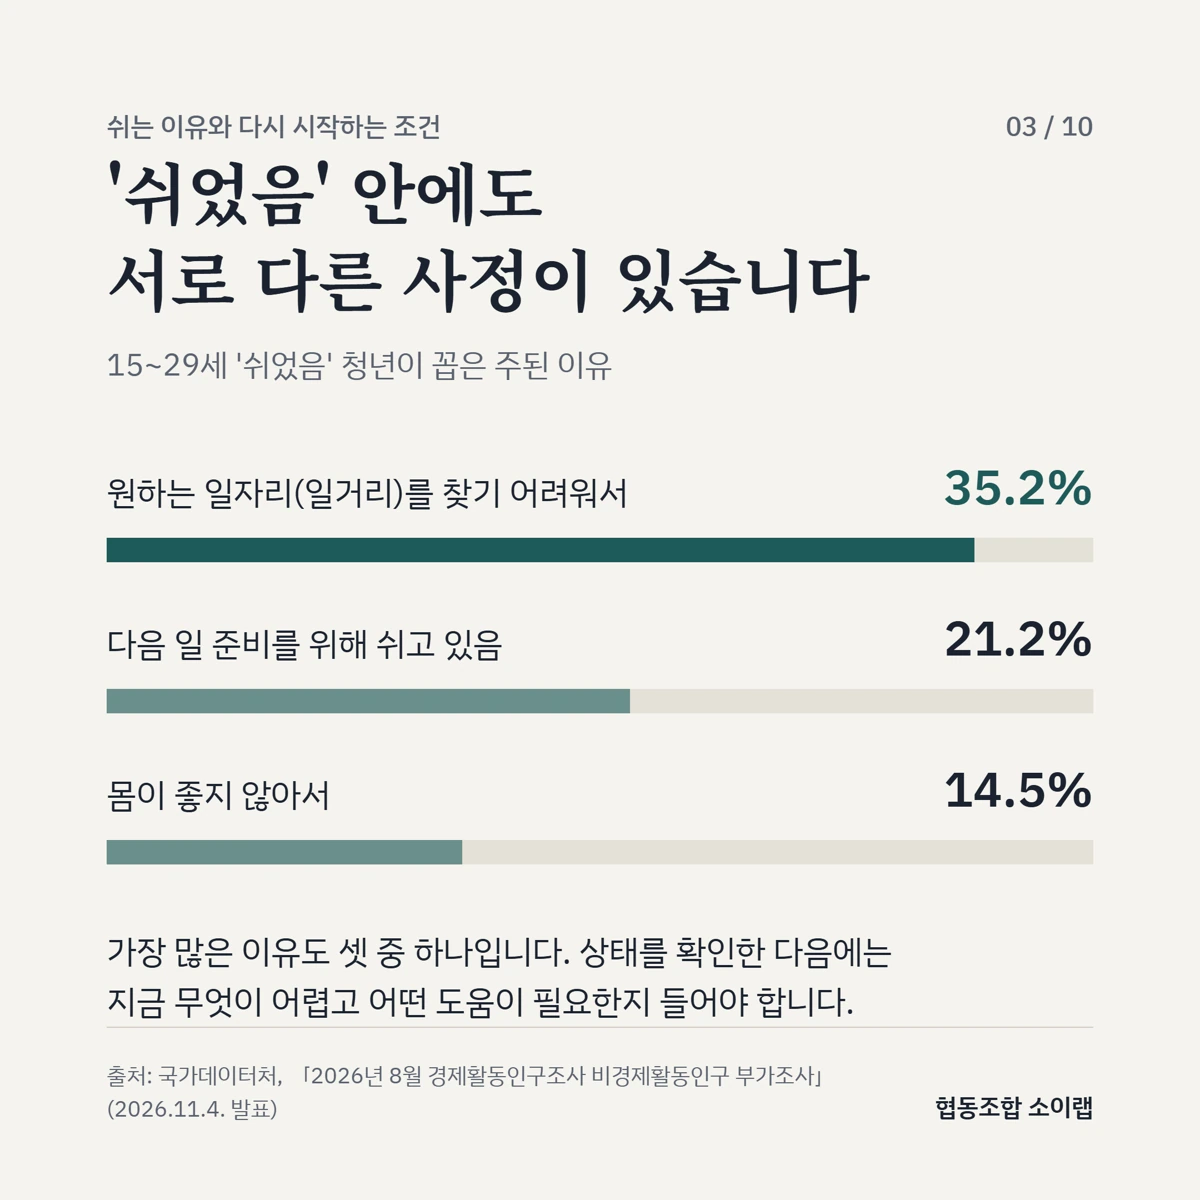 쉬는 이유와 다시 시작하는 조건
03 / 10
'쉬었음' 안에도
서로 다른 사정이 있습니다
15~29세 '쉬었음' 청년이 꼽은 주된 이유
원하는 일자리(일거리)를 찾기 어려워서
35.2%
다음 일 준비를 위해 쉬고 있음
21.2%
몸이 좋지 않아서
14.5%
가장 많은 이유도 셋 중 하나입니다. 상태를 확인한 다음에는
지금 무엇이 어렵고 어떤 도움이 필요한지 들어야 합니다.
출처: 국가데이터처, 「2026년 8월 경제활동인구조사 비경제활동인구 부가조사」
(2026.11.4. 발표)
협동조합 소이랩